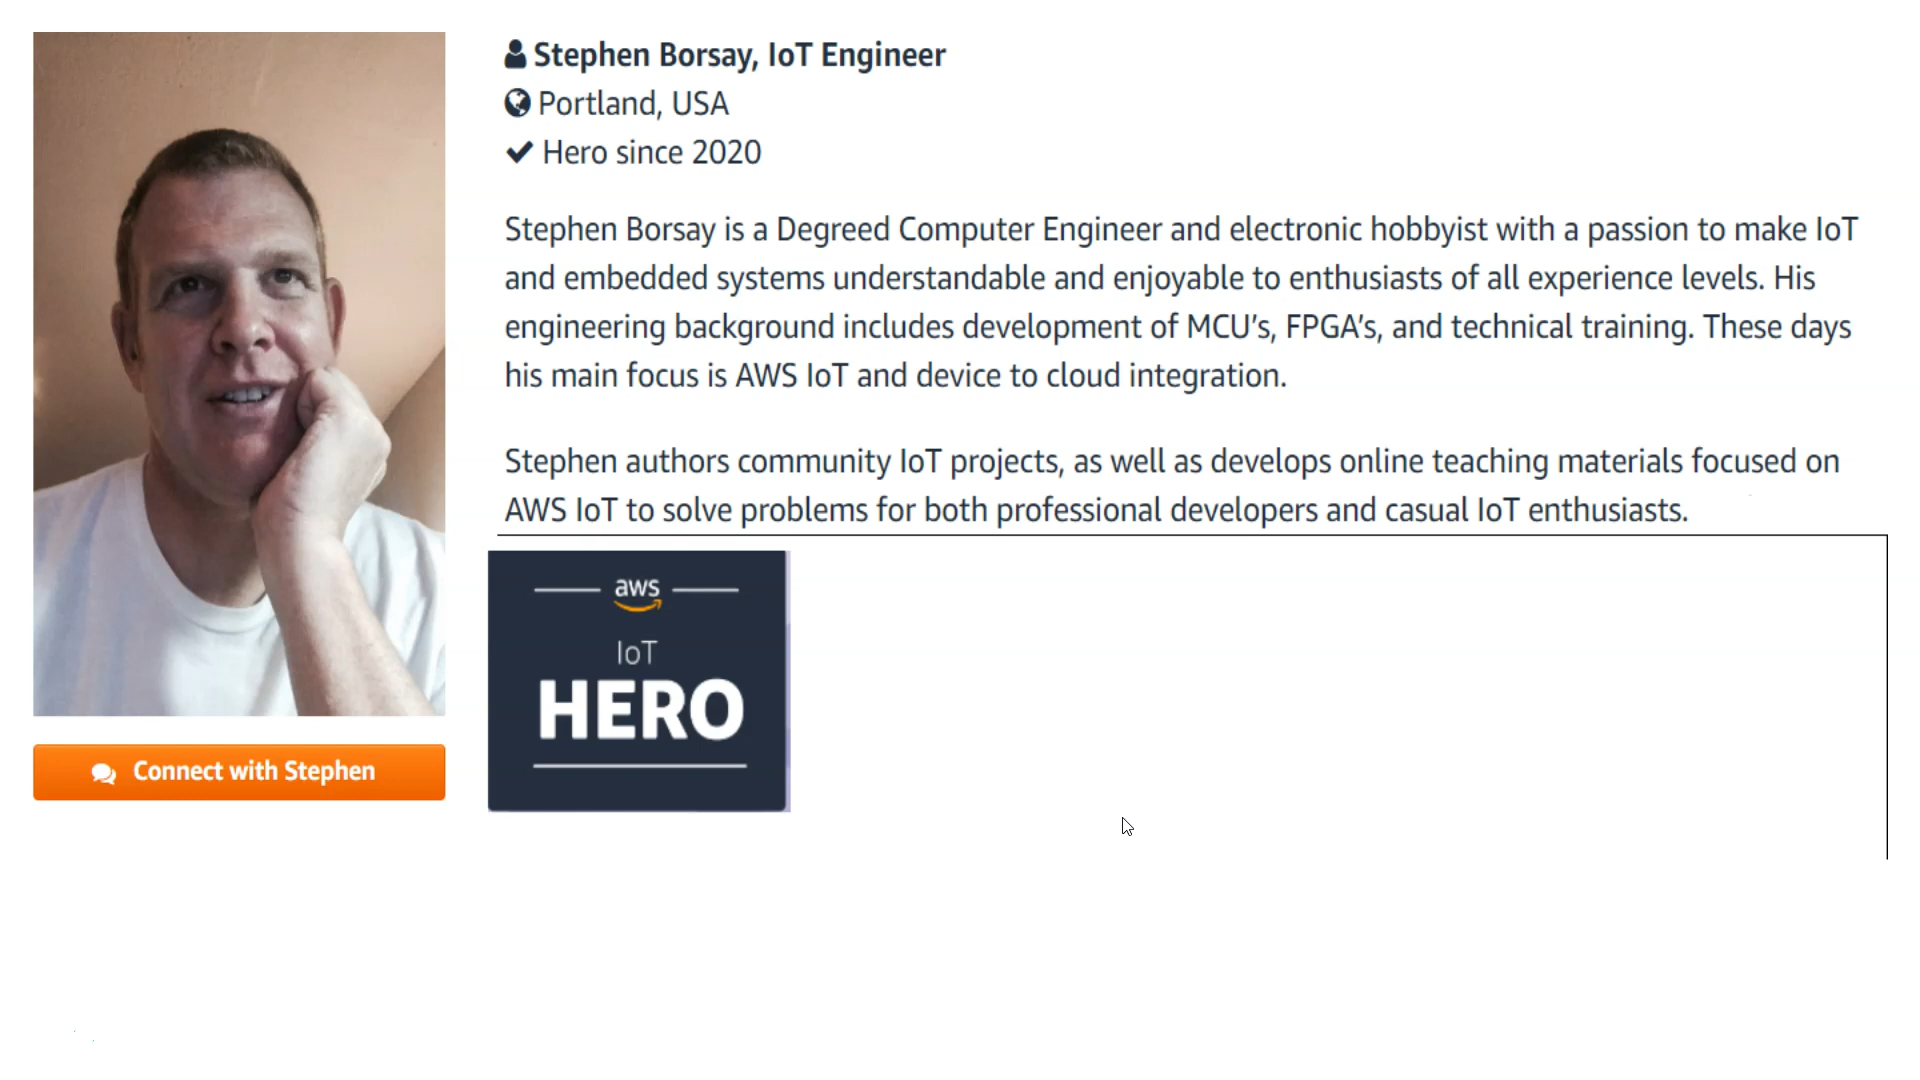 Stephen Borsay, IoT Engineer
Portland, USA
Hero since 2020
Stephen Borsay is a Degreed Computer Engineer and electronic hobbyist with a passion to make IoT
and embedded systems understandable and enjoyable to enthusiasts of all experience levels. His
engineering background includes development of MCU's, FPGA's, and technical training. These days
his main focus is AWS IoT and device to cloud integration.
Stephen authors community IoT projects, as well as develops online teaching materials focused on
AWS IoT to solve problems for both professional developers and casual IoT enthusiasts.
aws
IoT
HERO
Connect with Stephen